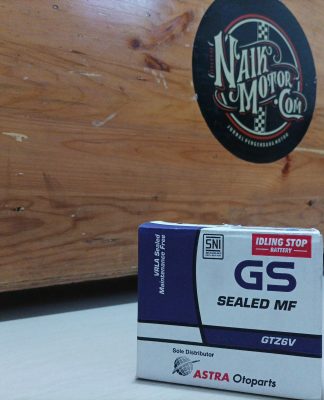 NAIK
MOTOR
.COM
VRLA Sealed
Maintenance Free
SNI
IDLING STOP
BATTERY
GS
SEALED MF
GTZ6V
Sole Distributor
ASTRA Otoparts